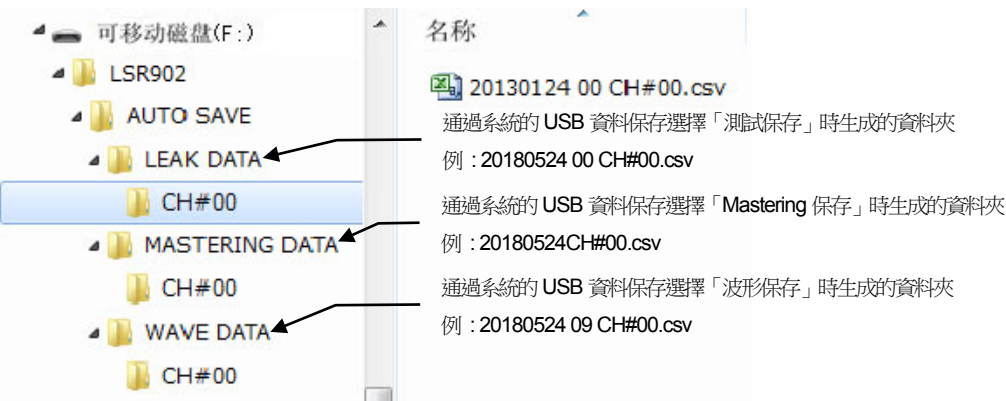 可移动磁盘(F:)
LSR902
AUTO SAVE
LEAK DATA
CH#00
MASTERING DATA
CH#00
WAVE DATA
CH#00
名称
20130124 00 CH#00.csv
通過系統的 USB 資料保存選擇「測試保存」時生成的資料夾
例：20180524 00 CH#00.csv
通過系統的 USB 資料保存選擇「Mastering 保存」時生成的資料夾
例：20180524CH#00.csv
通過系統的 USB 資料保存選擇「波形保存」時生成的資料夾
例：20180524 09 CH#00.csv